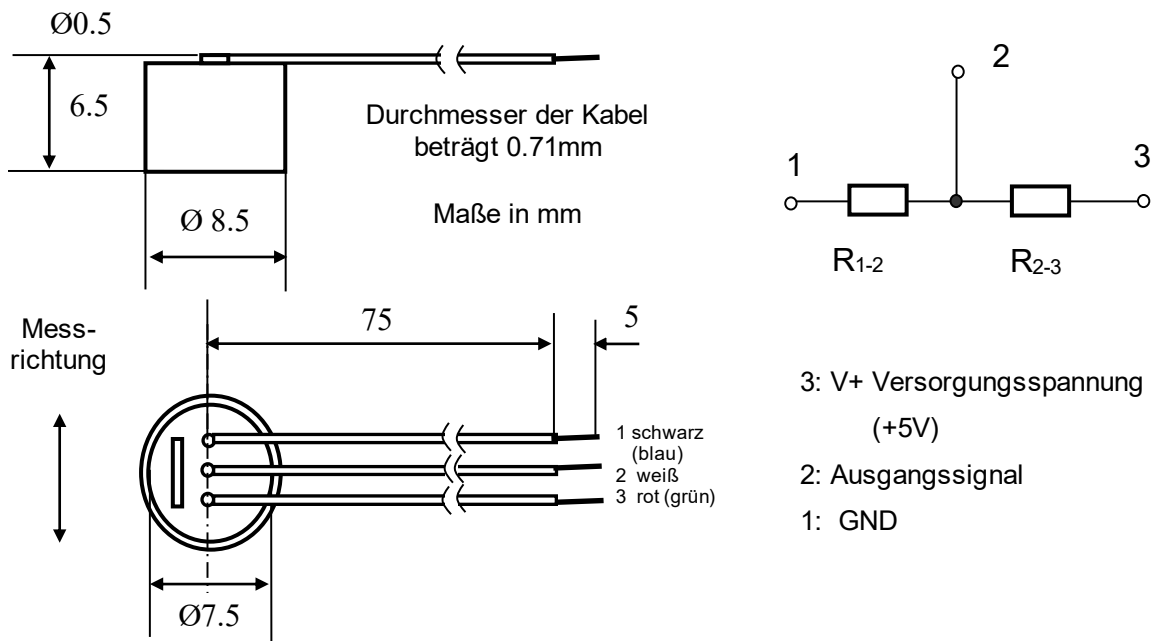 Ø0.5
6.5
Durchmesser der Kabel
beträgt 0.71mm
Maße in mm
Ø 8.5
2
1
3
R1-2
R2-3
Mess-
richtung
75
5
1 schwarz
(blau)
2 weiß
3 rot (grün)
Ø7.5
3: V+ Versorgungsspannung
(+5V)
2: Ausgangssignal
1: GND